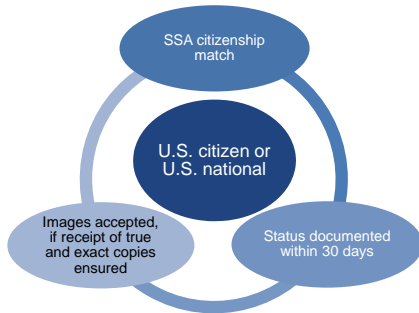 SSA citizenship
match
U.S. citizen or
U.S. national
Images accepted,
if receipt of true
and exact copies
ensured
Status documented
within 30 days